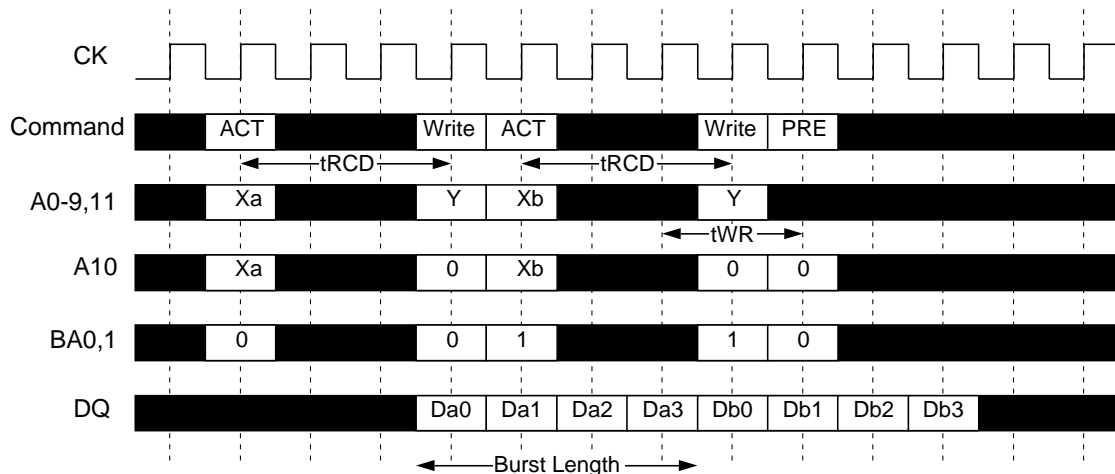 CK
Command ACT Write ACT Write PRE
tRCD tRCD
A0-9,11 Xa Y Xb Y
tWR
A10 Xa 0 Xb 0 0
BA0,1 0 0 1 1 0
DQ Da0 Da1 Da2 Da3 Db0 Db1 Db2 Db3
Burst Length